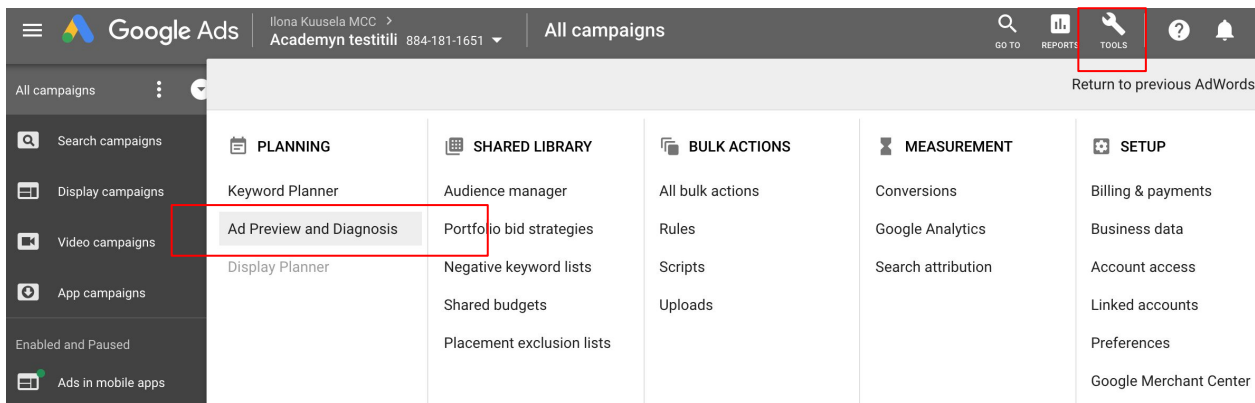 Google Ads
Ilona Kuusela MCC >
Academyn testitili 884-181-1651
All campaigns
GO TO
REPORTS
TOOLS
Return to previous AdWords
All campaigns
Search campaigns
Display campaigns
Video campaigns
App campaigns
Enabled and Paused
Ads in mobile apps
PLANNING
Keyword Planner
Ad Preview and Diagnosis
Display Planner
SHARED LIBRARY
Audience manager
Portfolio bid strategies
Negative keyword lists
Shared budgets
Placement exclusion lists
BULK ACTIONS
All bulk actions
Rules
Scripts
Uploads
MEASUREMENT
Conversions
Google Analytics
Search attribution
SETUP
Billing & payments
Business data
Account access
Linked accounts
Preferences
Google Merchant Center